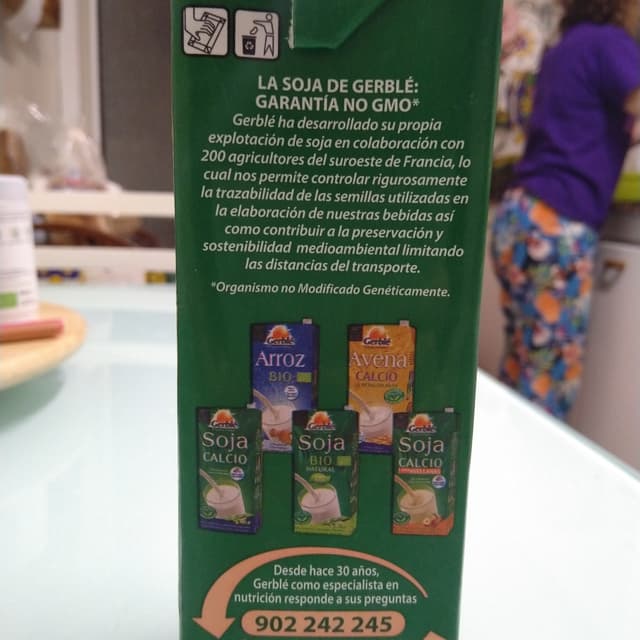 LA SOJA DE GERBLÉ:
GARANTÍA NO GMO*
Gerblé ha desarrollado su propia
explotación de soja en colaboración con
200 agricultores del suroeste de Francia, lo
cual nos permite controlar rigurosamente
la trazabilidad de las semillas utilizadas en
la elaboración de nuestras bebidas así
como contribuir a la preservación y
sostenibilidad medioambiental limitando
las distancias del transporte.
*Organismo no Modificado Genéticamente.
Gerblé
Arroz
BIO
Gerblé
Avena
CALCIO
Gerblé
Soja
CALCIO
Gerblé
Soja
BIO
NATURAL
Gerblé
Soja
CALCIO
Desde hace 30 años,
Gerblé como especialista en
nutrición responde a sus preguntas
902 242 245